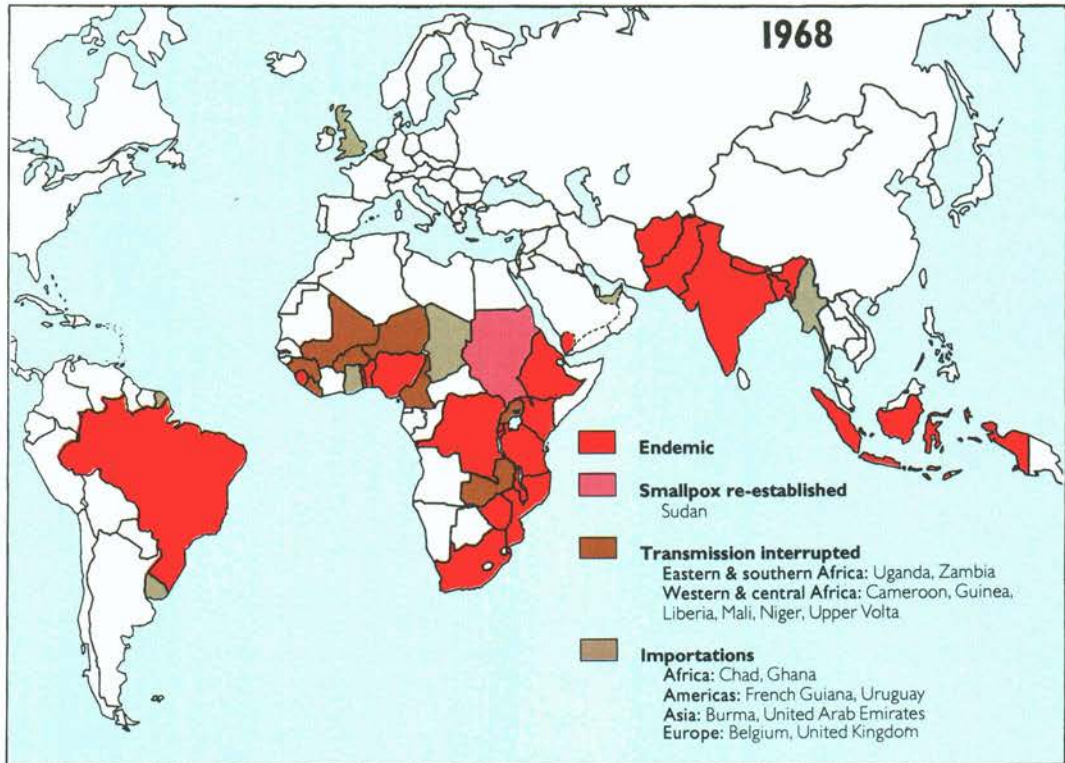 1968
Endemic
Smallpox re-established
Sudan
Transmission interrupted
Eastern & southern Africa: Uganda, Zambia
Western & central Africa: Cameroon, Guinea,
Liberia, Mali, Niger, Upper Volta
Importations
Africa: Chad, Ghana
Americas: French Guiana, Uruguay
Asia: Burma, United Arab Emirates
Europe: Belgium, United Kingdom